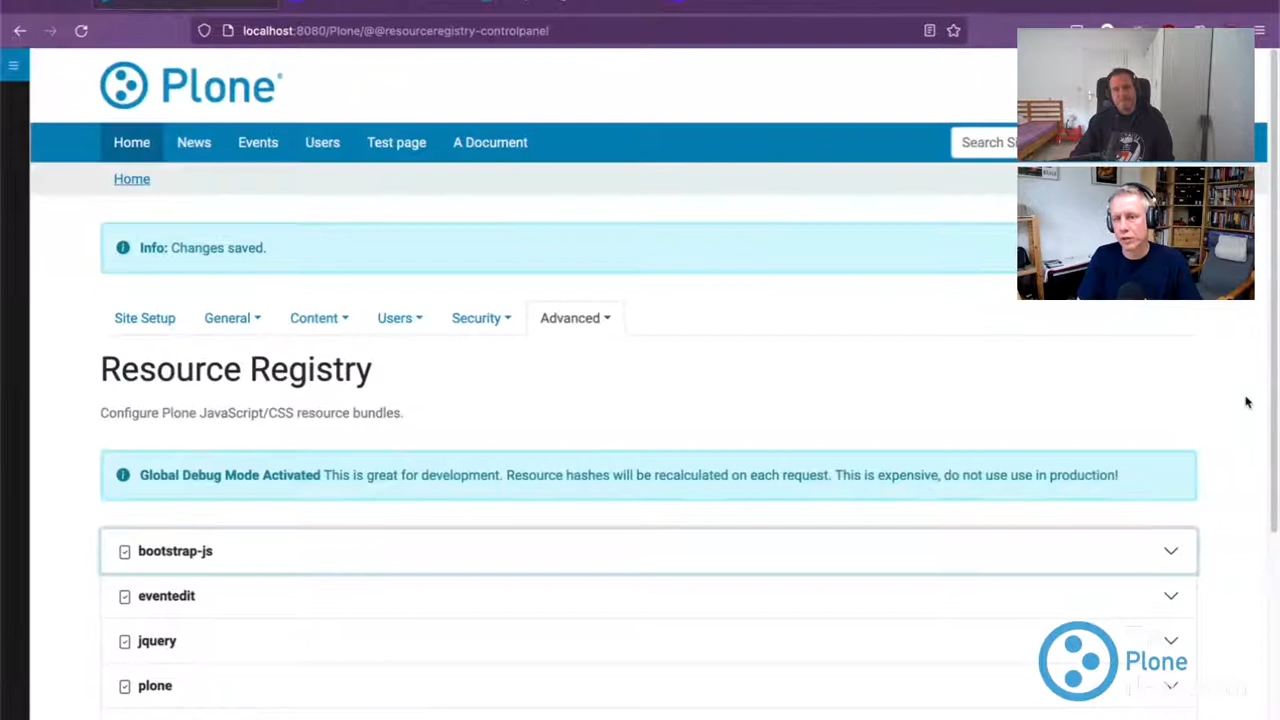 localhost:8080/Plone/@@resourceregistry-controlpanel
Plone
Home
News
Events
Users
Test page
A Document
Search Si
Home
Info: Changes saved.
Site Setup
General
Content
Users
Security
Advanced
Resource Registry
Configure Plone JavaScript/CSS resource bundles.
Global Debug Mode Activated This is great for development. Resource hashes will be recalculated on each request. This is expensive, do not use use in production!
bootstrap-js
eventedit
jquery
plone
Plone